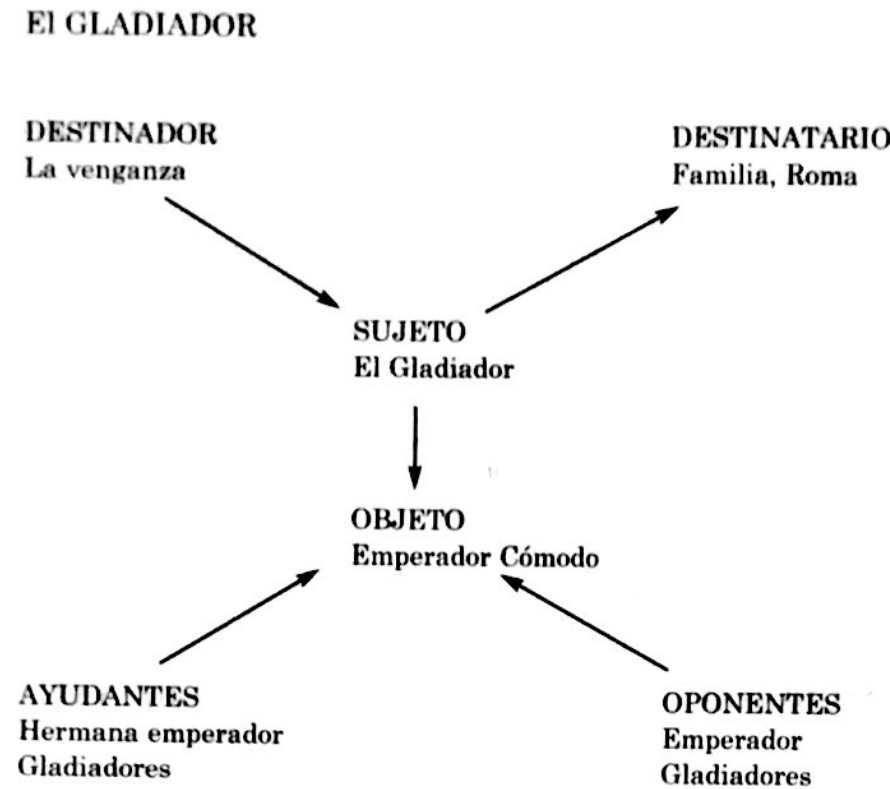 El GLADIADOR
DESTINADOR
La venganza
DESTINATARIO
Familia, Roma
SUJETO
El Gladiador
OBJETO
Emperador Cómodo
AYUDANTES
Hermana emperador
Gladiadores
OPONENTES
Emperador
Gladiadores